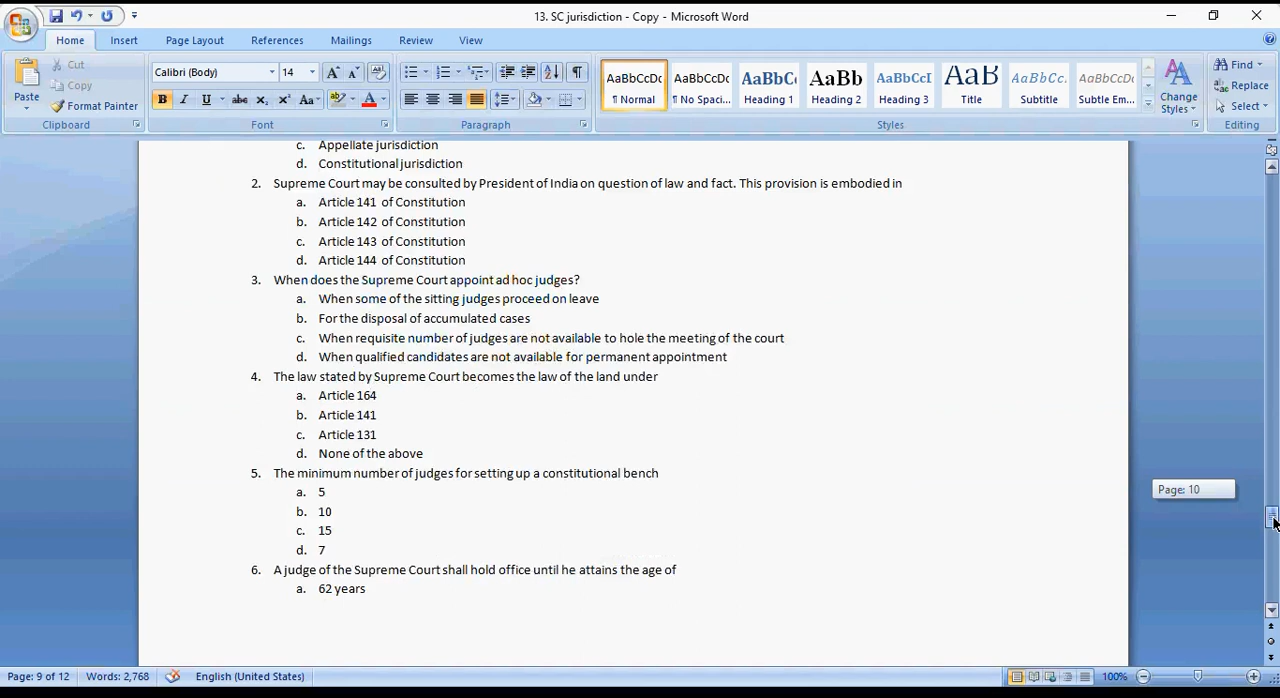 13. SC jurisdiction - Copy - Microsoft Word
Home Insert Page Layout References Mailings Review View
Paste
Cut
Copy
Format Painter
Clipboard
Calibri (Body) 14
B I U abc X₂ X² Aa
Font
Paragraph
AaBbCcDc AaBbCcDc AaBbC AaBb AaBbCcI AaB AaBbCc. AaBbCcDc
¶ Normal ¶ No Spaci... Heading 1 Heading 2 Heading 3 Title Subtitle Subtle Em...
Change
Styles
Styles
Find
Replace
Select
Editing
c. Appellate jurisdiction
d. Constitutional jurisdiction
2. Supreme Court may be consulted by President of India on question of law and fact. This provision is embodied in
a. Article 141 of Constitution
b. Article 142 of Constitution
c. Article 143 of Constitution
d. Article 144 of Constitution
3. When does the Supreme Court appoint ad hoc judges?
a. When some of the sitting judges proceed on leave
b. For the disposal of accumulated cases
c. When requisite number of judges are not available to hole the meeting of the court
d. When qualified candidates are not available for permanent appointment
4. The law stated by Supreme Court becomes the law of the land under
a. Article 164
b. Article 141
c. Article 131
d. None of the above
5. The minimum number of judges for setting up a constitutional bench
a. 5
b. 10
c. 15
d. 7
6. A judge of the Supreme Court shall hold office until he attains the age of
a. 62 years
Page: 10
Page: 9 of 12 Words: 2,768 English (United States) 100%